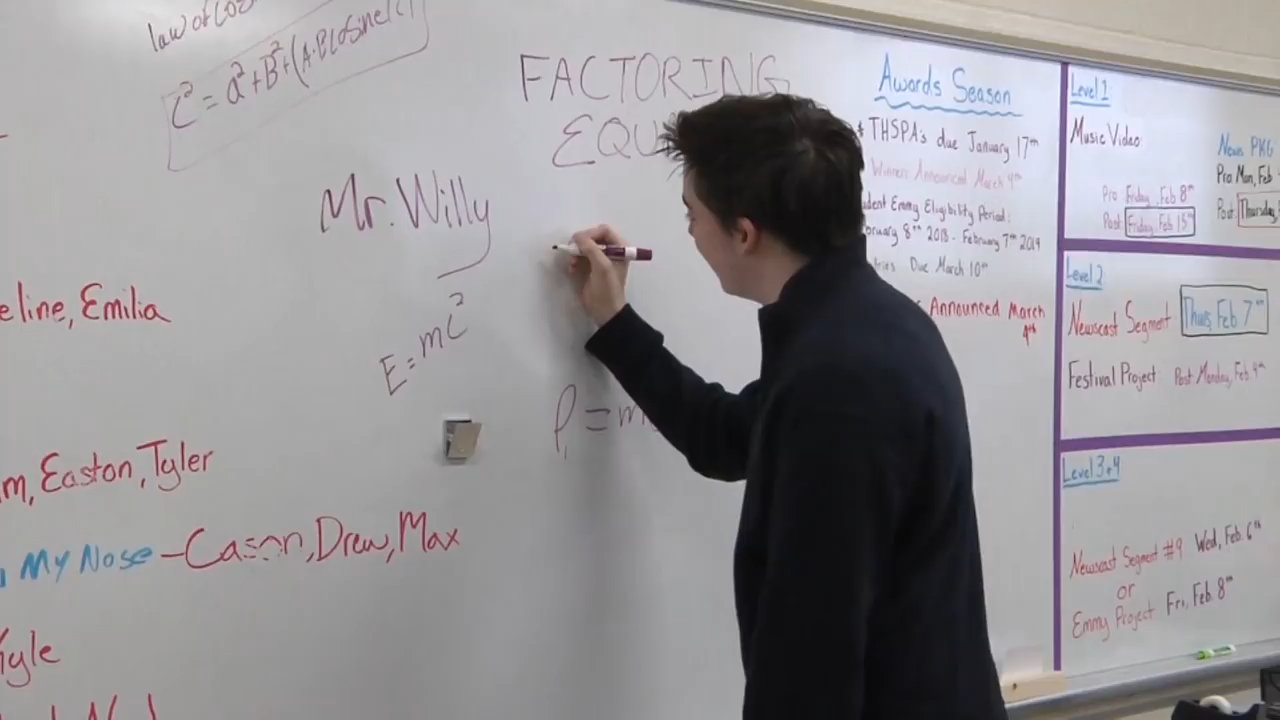 law of
c² = a² + B² + (A·B cosine(
FACTORING
EQU
Mr. Willy
E=mc²
P = m
eline, Emilia
m, Easton, Tyler
My Nose - Cason, Drew, Max
yle
Awards Season
* THSPA's due January 17th
Winners Announced March 4th
udent Emmy Eligibility Period:
bruary 8th 2018 - February 7th 2019
tries Due March 10th
Announced March
4th
Level 1
Music Video:
Pro Friday, Feb 8th
Post: Friday, Feb 15th
News PKG
Pro Mon, Feb
Post: Thursday,
Level 2
Newscast Segment Thurs, Feb 7th
Festival Project Post: Monday, Feb. 4th
Level 3+4
Newscast Segment #9 Wed, Feb. 6th
or
Emmy Project Fri, Feb. 8th